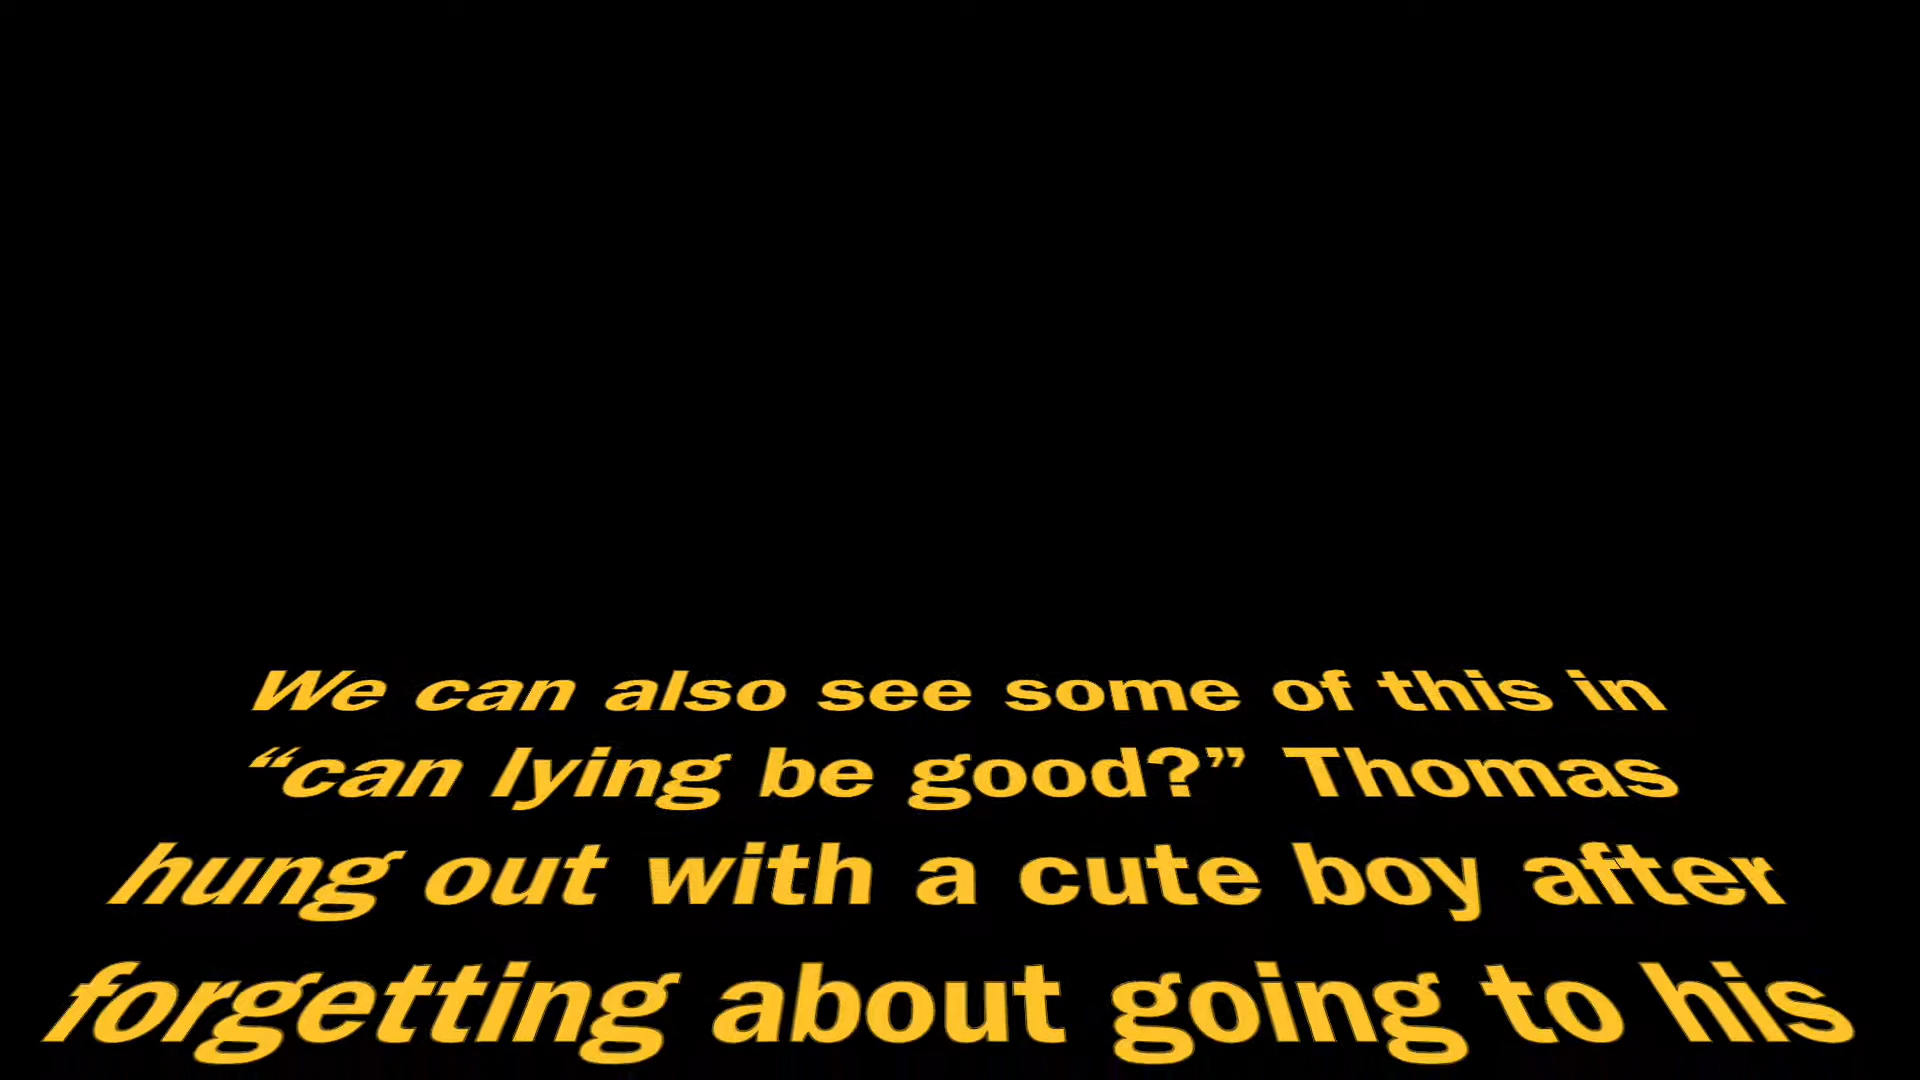 We can also see some of this in
“can lying be good?” Thomas
hung out with a cute boy after
forgetting about going to his